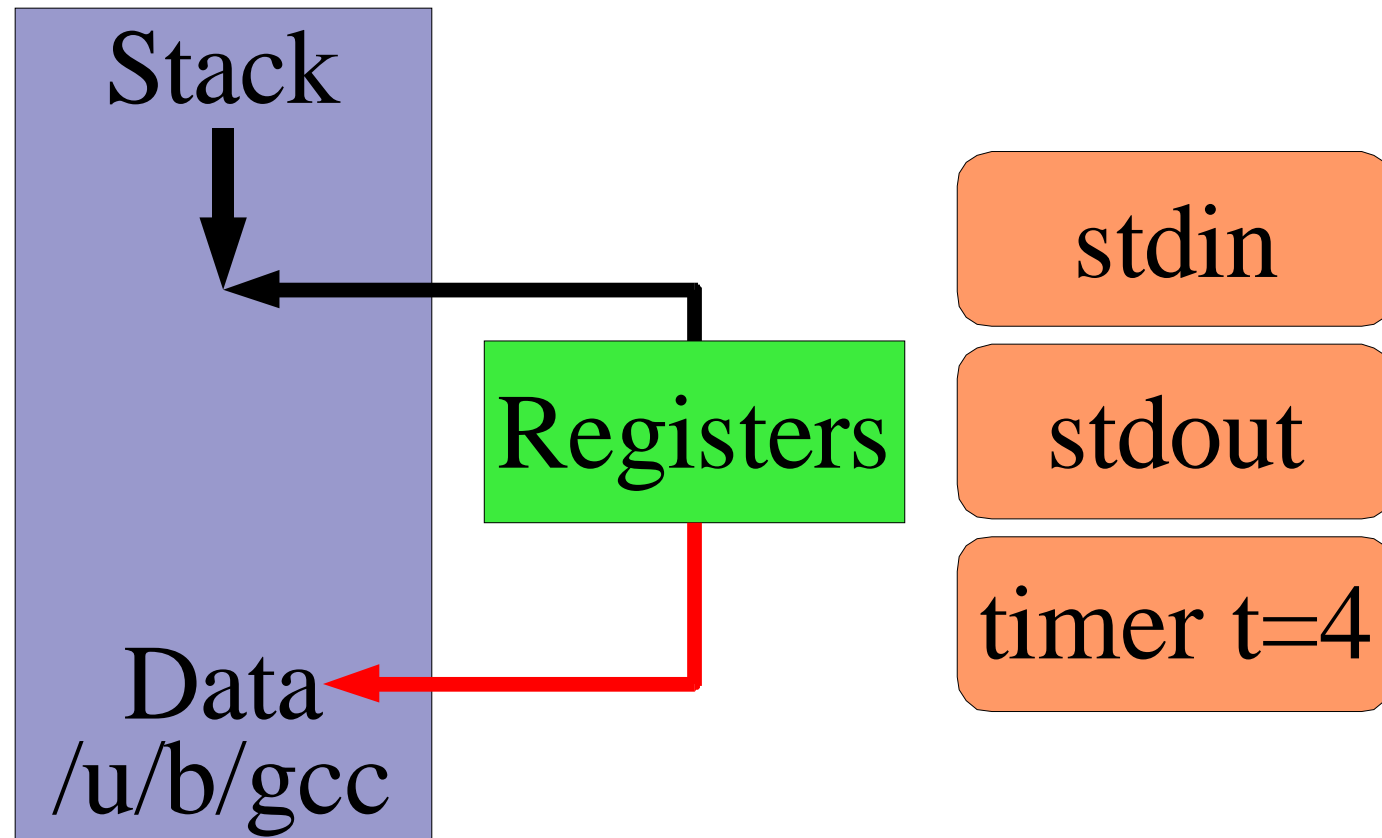 Stack
Registers
Data
/u/b/gcc
stdin
stdout
timer t=4